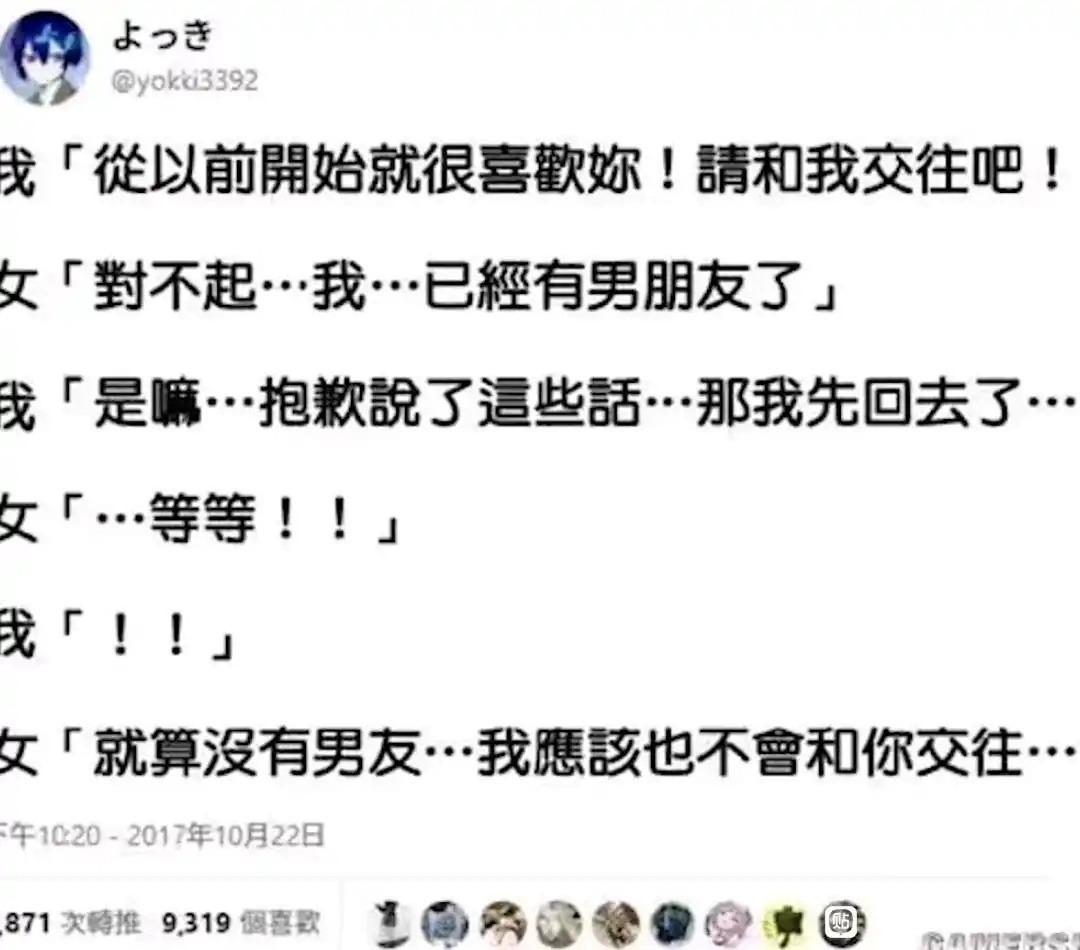 よっき
@yokki3392
我「從以前開始就很喜歡妳！請和我交往吧！
女「對不起…我…已經有男朋友了」
我「是嘛…抱歉說了這些話…那我先回去了…
女「…等等！！」
我「！！」
女「就算沒有男友…我應該也不會和你交往…
下午10:20 - 2017年10月22日
,871 次轉推 9,319 個喜歡
贴